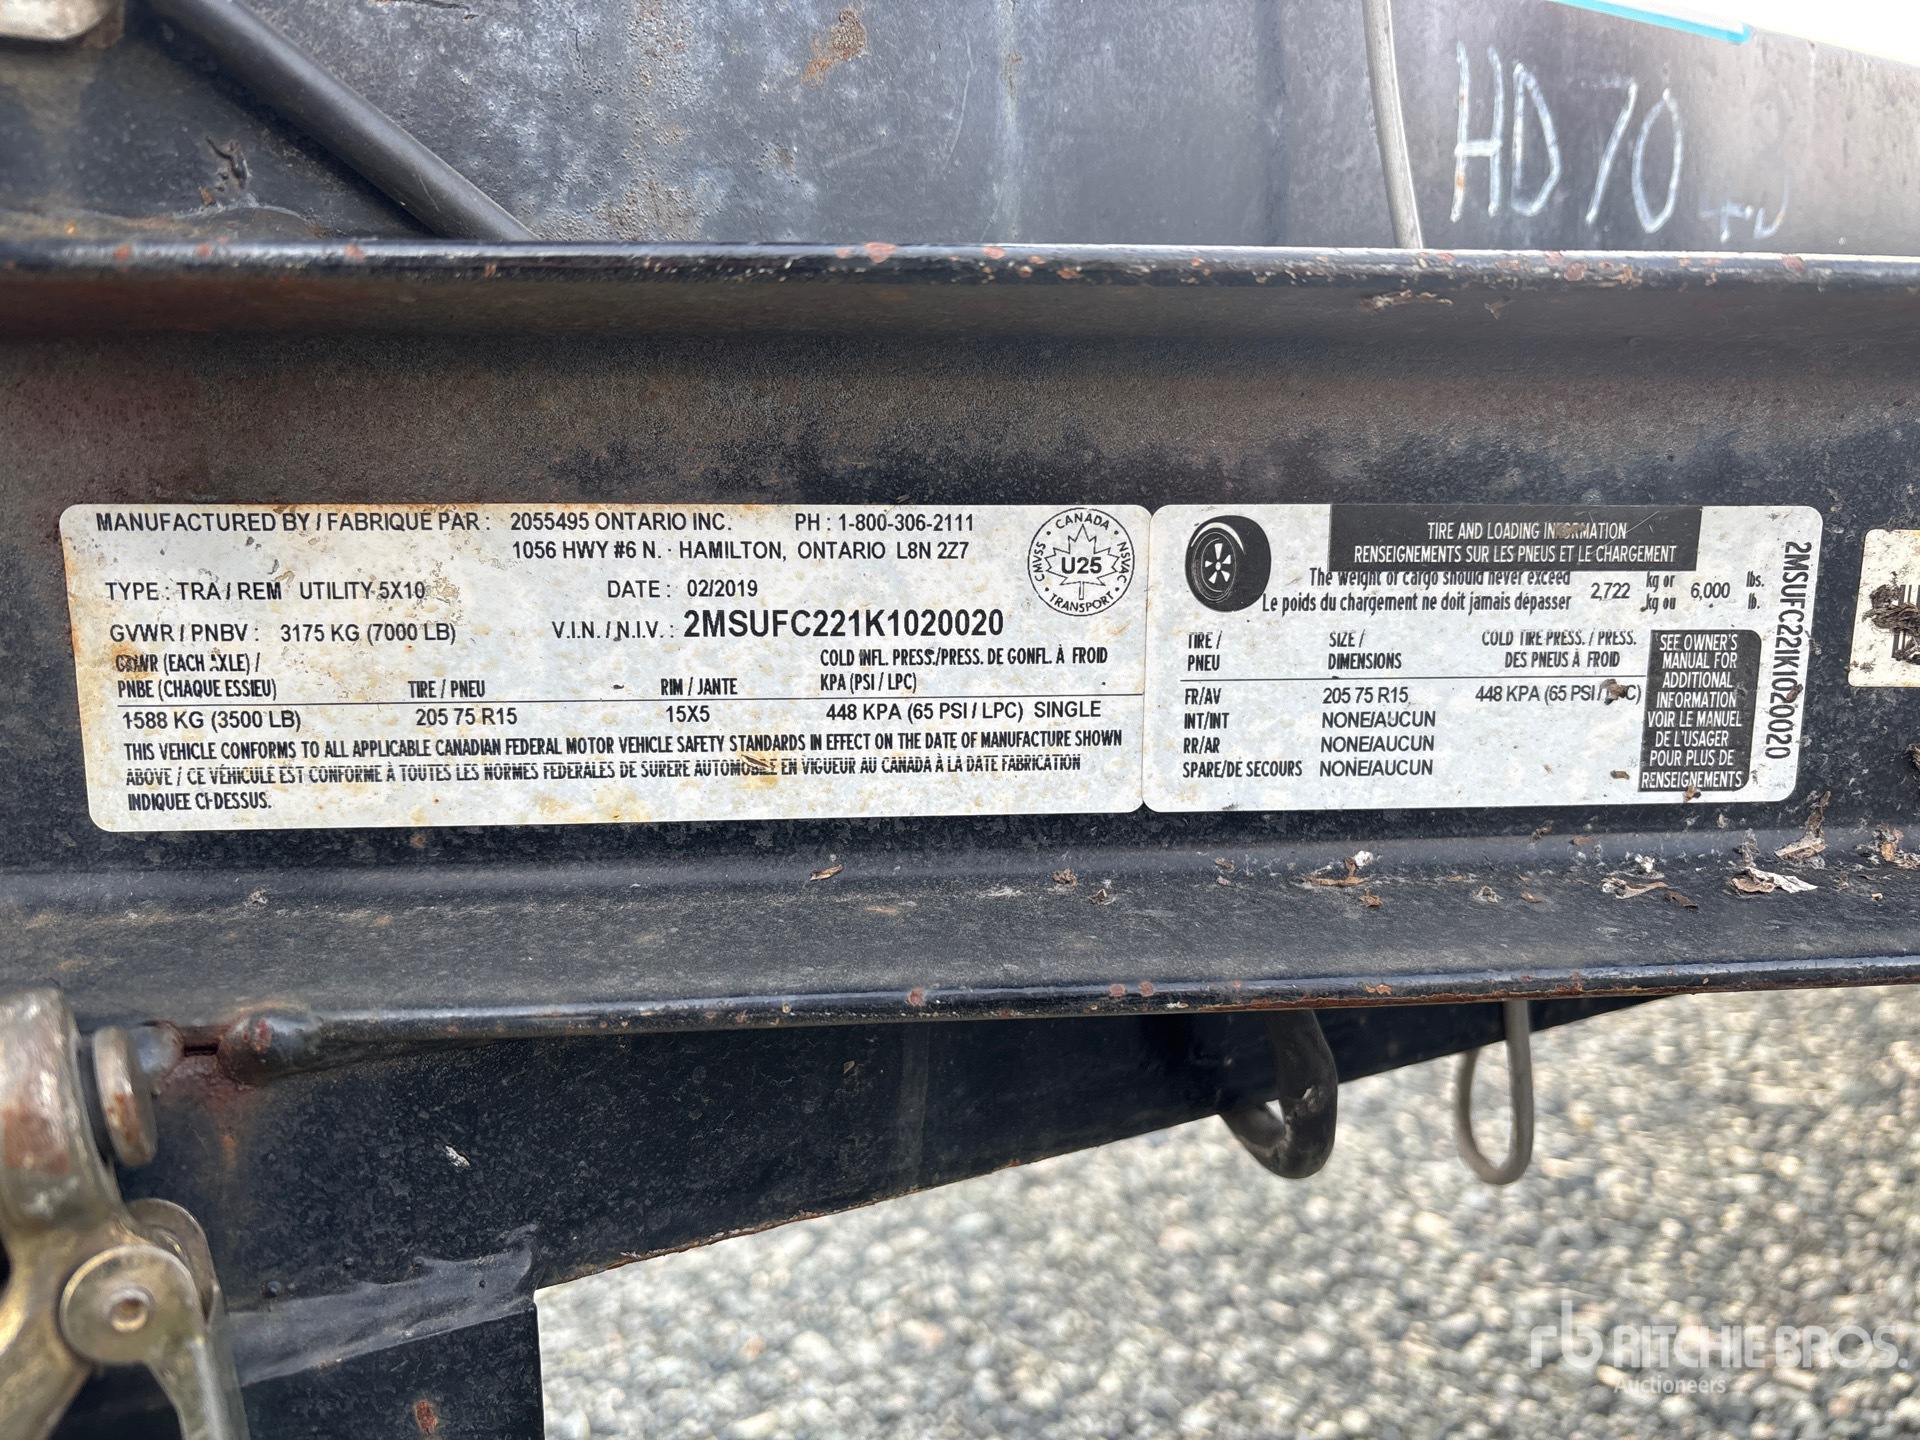 HD 70
MANUFACTURED BY / FABRIQUE PAR : 2055495 ONTARIO INC. PH : 1-800-306-2111
1056 HWY #6 N. HAMILTON, ONTARIO L8N 2Z7
TYPE : TRA / REM UTILITY 5X10 DATE : 02/2019
GVWR / PNBV : 3175 KG (7000 LB) V.I.N. / N.I.V. : 2MSUFC221K1020020
GAWR (EACH AXLE) / COLD INFL. PRESS./PRESS. DE GONFL. À FROID
PNBE (CHAQUE ESSIEU) TIRE / PNEU RIM / JANTE KPA (PSI / LPC)
1588 KG (3500 LB) 205 75 R15 15X5 448 KPA (65 PSI / LPC) SINGLE
THIS VEHICLE CONFORMS TO ALL APPLICABLE CANADIAN FEDERAL MOTOR VEHICLE SAFETY STANDARDS IN EFFECT ON THE DATE OF MANUFACTURE SHOWN
ABOVE / CE VÉHICULE EST CONFORME À TOUTES LES NORMES FEDERALES DE SURERE AUTOMOBILE EN VIGUEUR AU CANADA À LA DATE FABRICATION
INDIQUEE CI-DESSUS.
CANADA
CMVSS U25 NSVAC
TRANSPORT
TIRE AND LOADING INFORMATION
RENSEIGNEMENTS SUR LES PNEUS ET LE CHARGEMENT
The weight of cargo should never exceed kg or lbs.
Le poids du chargement ne doit jamais dépasser 2,722 kg ou 6,000 lb.
TIRE / SIZE / COLD TIRE PRESS. / PRESS.
PNEU DIMENSIONS DES PNEUS À FROID
FR/AV 205 75 R15 448 KPA (65 PSI / LPC)
INT/INT NONE/AUCUN
RR/AR NONE/AUCUN
SPARE/DE SECOURS NONE/AUCUN
SEE OWNER'S
MANUAL FOR
ADDITIONAL
INFORMATION
VOIR LE MANUEL
DE L'USAGER
POUR PLUS DE
RENSEIGNEMENTS
2MSUFC221K1020020
rb RITCHIE BROS.
Auctioneers